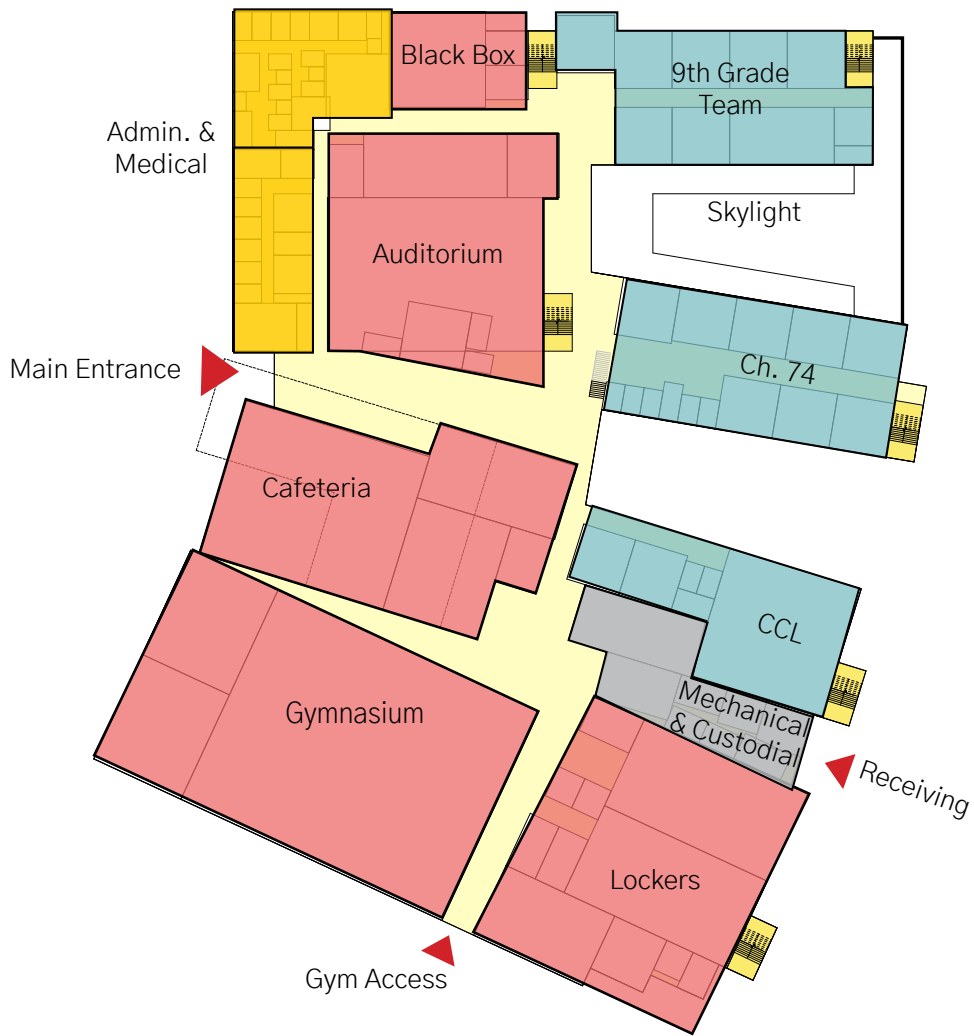 Black Box
9th Grade
Team
Admin. &
Medical
Skylight
Auditorium
Main Entrance
Ch. 74
Cafeteria
CCL
Mechanical
& Custodial
Gymnasium
Receiving
Lockers
Gym Access